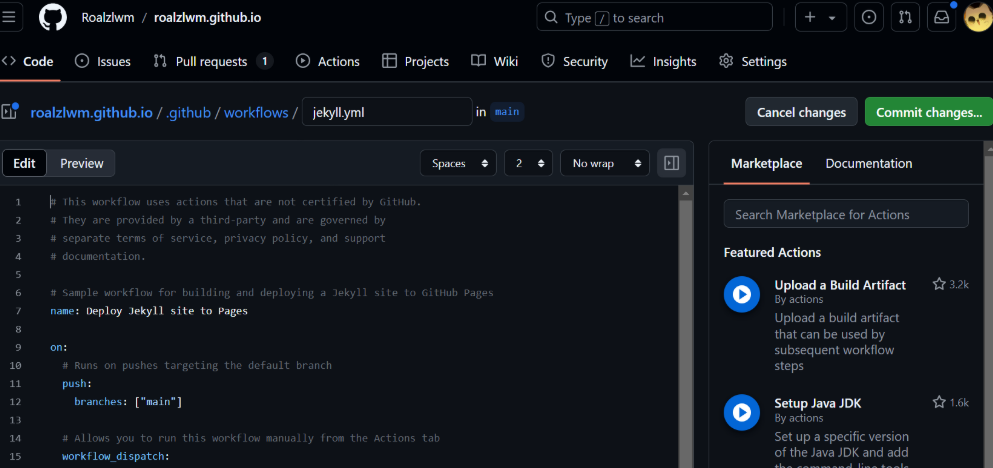 Roalzlwm / roalzlwm.github.io
Type / to search
Code
Issues
Pull requests 1
Actions
Projects
Wiki
Security
Insights
Settings
roalzlwm.github.io / .github / workflows / jekyll.yml in main
Cancel changes
Commit changes...
Edit
Preview
Spaces
2
No wrap
1 # This workflow uses actions that are not certified by GitHub.
2 # They are provided by a third-party and are governed by
3 # separate terms of service, privacy policy, and support
4 # documentation.
5
6 # Sample workflow for building and deploying a Jekyll site to GitHub Pages
7 name: Deploy Jekyll site to Pages
8
9 on:
10 # Runs on pushes targeting the default branch
11 push:
12 branches: ["main"]
13
14 # Allows you to run this workflow manually from the Actions tab
15 workflow_dispatch:
Marketplace
Documentation
Search Marketplace for Actions
Featured Actions
Upload a Build Artifact 3.2k
By actions
Upload a build artifact
that can be used by
subsequent workflow
steps
Setup Java JDK 1.6k
By actions
Set up a specific version
of the Java JDK and add
the command-line tools